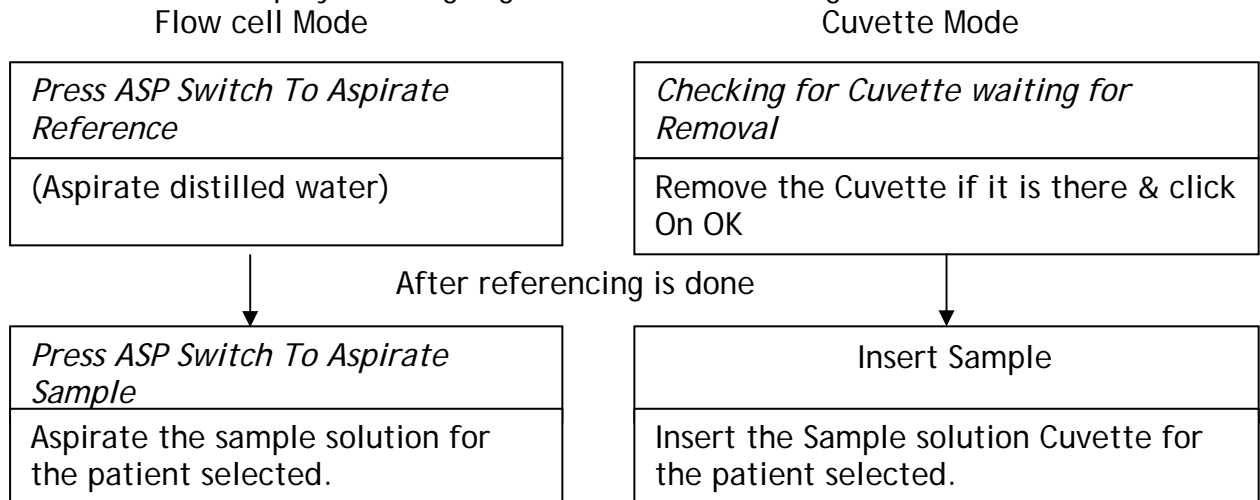 Flow cell Mode
Cuvette Mode
Press ASP Switch To Aspirate
Reference
(Aspirate distilled water)
Checking for Cuvette waiting for
Removal
Remove the Cuvette if it is there & click
On OK
After referencing is done
Press ASP Switch To Aspirate
Sample
Aspirate the sample solution for
the patient selected.
Insert Sample
Insert the Sample solution Cuvette for
the patient selected.